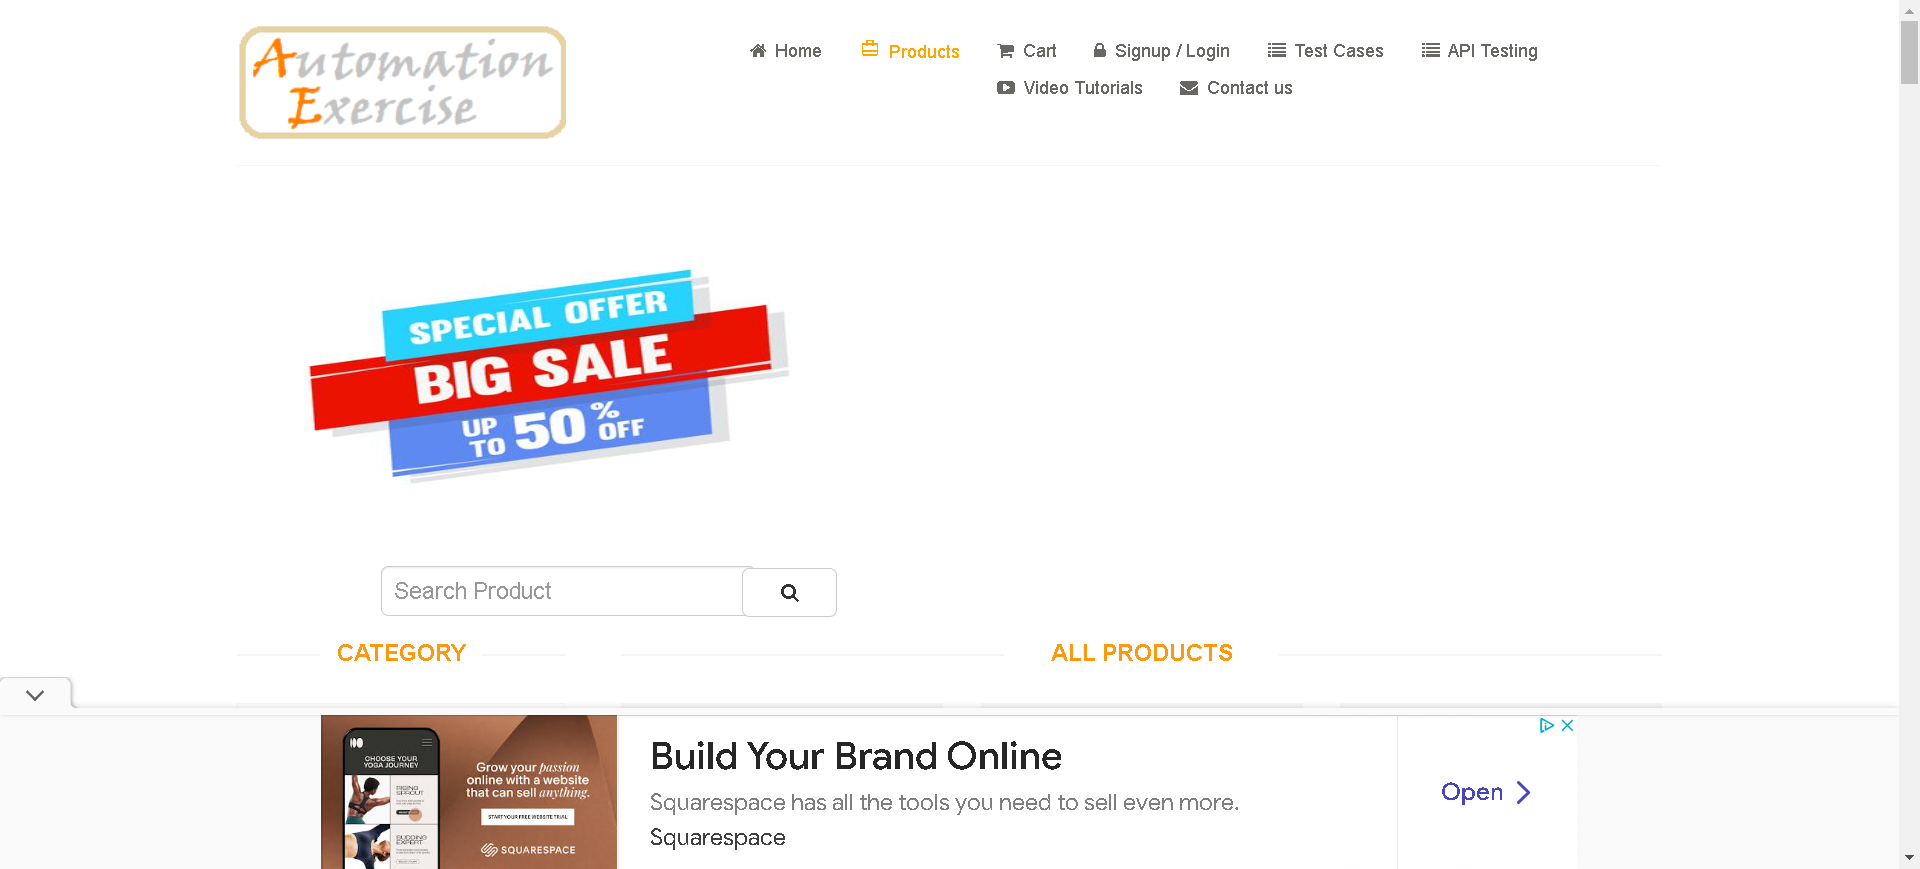 Automation
Exercise
Home
Products
Cart
Signup / Login
Test Cases
API Testing
Video Tutorials
Contact us
SPECIAL OFFER
BIG SALE
UP TO 50% OFF
Search Product
CATEGORY
ALL PRODUCTS
CHOOSE YOUR
YOGA JOURNEY
RISING
SPROUT
BUDDING
EXPERT
Grow your passion
online with a website
that can sell anything.
START YOUR FREE WEBSITE TRIAL
SQUARESPACE
Build Your Brand Online
Squarespace has all the tools you need to sell even more.
Squarespace
Open